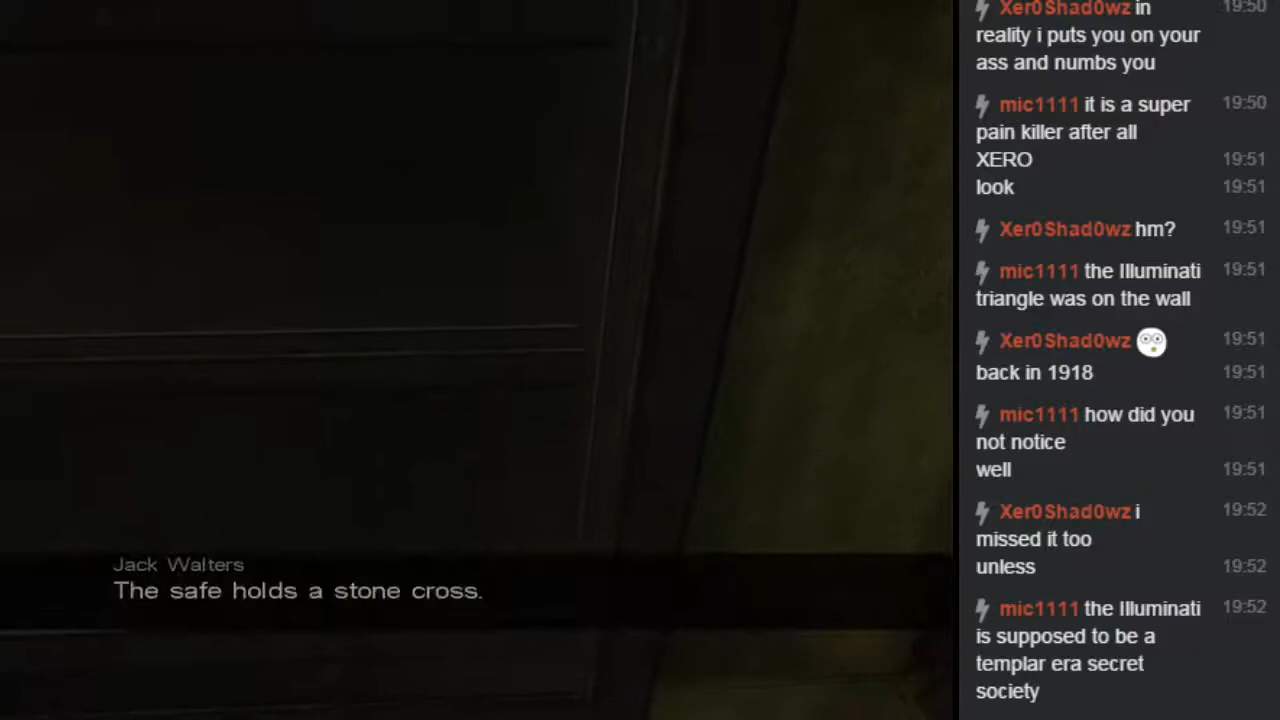 Jack Walters
The safe holds a stone cross.
Xer0Shad0wz in 19:50
reality i puts you on your
ass and numbs you
mic1111 it is a super 19:50
pain killer after all
XERO 19:51
look 19:51
Xer0Shad0wz hm? 19:51
mic1111 the Illuminati 19:51
triangle was on the wall
Xer0Shad0wz 19:51
back in 1918 19:51
mic1111 how did you 19:51
not notice
well 19:51
Xer0Shad0wz i 19:52
missed it too
unless 19:52
mic1111 the Illuminati 19:52
is supposed to be a
templar era secret
society